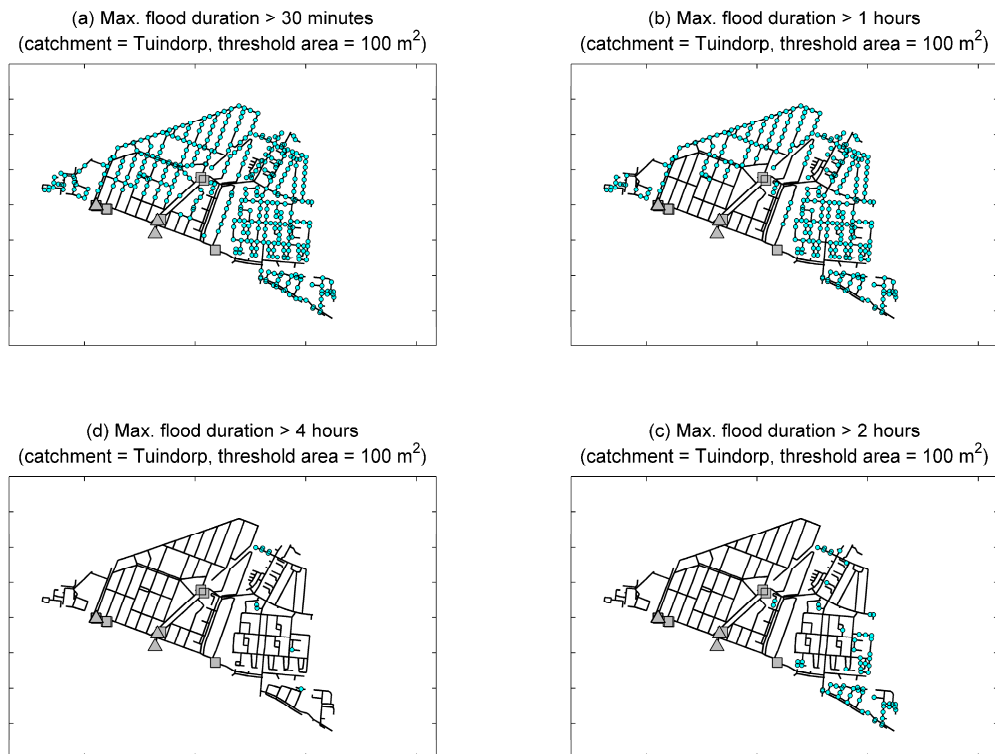 (a) Max. flood duration > 30 minutes
(catchment = Tuindorp, threshold area = 100 m²)
(b) Max. flood duration > 1 hours
(catchment = Tuindorp, threshold area = 100 m²)
(d) Max. flood duration > 4 hours
(catchment = Tuindorp, threshold area = 100 m²)
(c) Max. flood duration > 2 hours
(catchment = Tuindorp, threshold area = 100 m²)